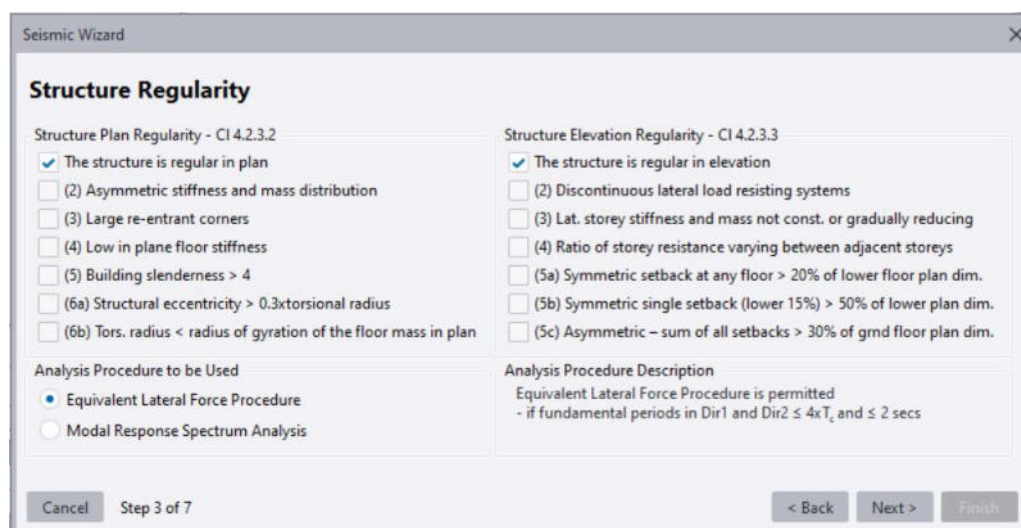 Seismic Wizard
Structure Regularity
Structure Plan Regularity - Cl 4.2.3.2
The structure is regular in plan
(2) Asymmetric stiffness and mass distribution
(3) Large re-entrant corners
(4) Low in plane floor stiffness
(5) Building slenderness > 4
(6a) Structural eccentricity > 0.3xtorsional radius
(6b) Tors. radius < radius of gyration of the floor mass in plan
Structure Elevation Regularity - Cl 4.2.3.3
The structure is regular in elevation
(2) Discontinuous lateral load resisting systems
(3) Lat. storey stiffness and mass not const. or gradually reducing
(4) Ratio of storey resistance varying between adjacent storeys
(5a) Symmetric setback at any floor > 20% of lower floor plan dim.
(5b) Symmetric single setback (lower 15%) > 50% of lower plan dim.
(5c) Asymmetric – sum of all setbacks > 30% of grnd floor plan dim.
Analysis Procedure to be Used
Equivalent Lateral Force Procedure
Modal Response Spectrum Analysis
Analysis Procedure Description
Equivalent Lateral Force Procedure is permitted
- if fundamental periods in Dir1 and Dir2 ≤ 4xTc and ≤ 2 secs
Cancel
Step 3 of 7
< Back
Next >
Finish